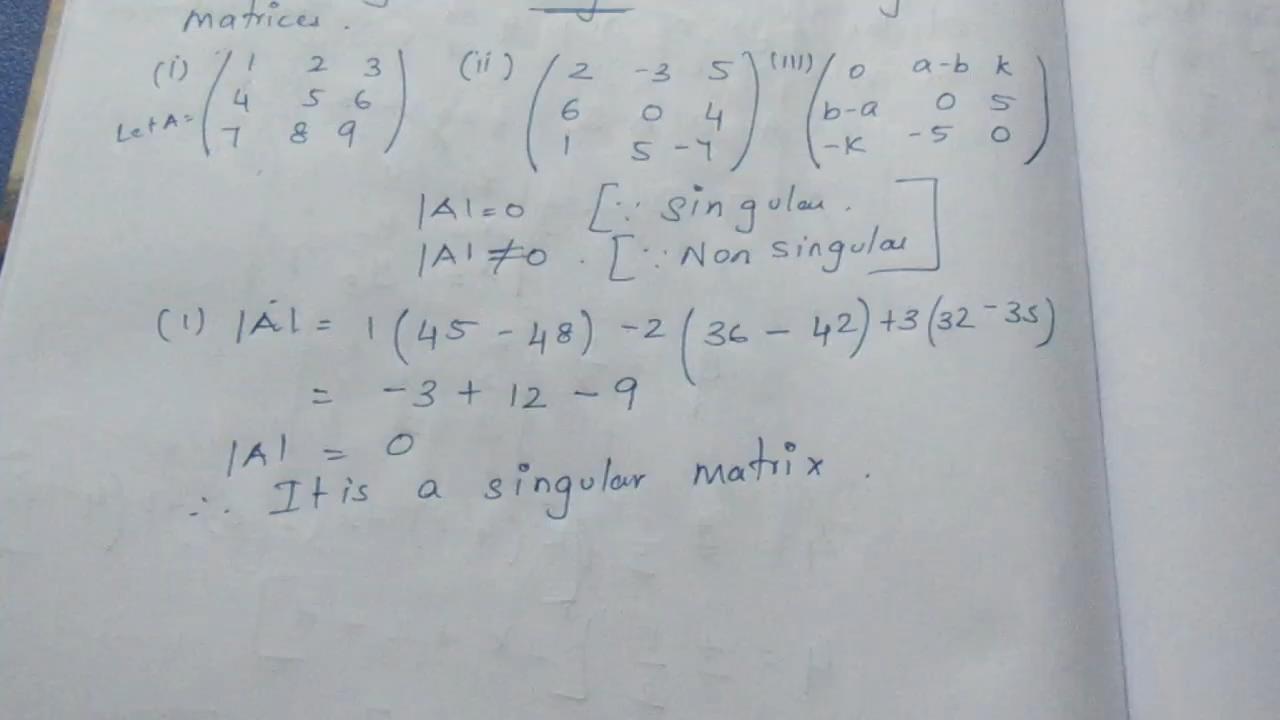 matrices.
(i) Let A = ( 1 2 3 (ii) ( 2 -3 5 (iii) ( 0 a-b k
4 5 6 6 0 4 b-a 0 5
7 8 9 ) 1 5 -7 ) -k -5 0 )
|A| = 0 [∵ singular.
|A| ≠ 0. [∵ Non singular]
(1) |A| = 1(45 - 48) -2(36 - 42) +3(32 - 35)
= -3 + 12 - 9
|A| = 0
∴ It is a singular matrix.